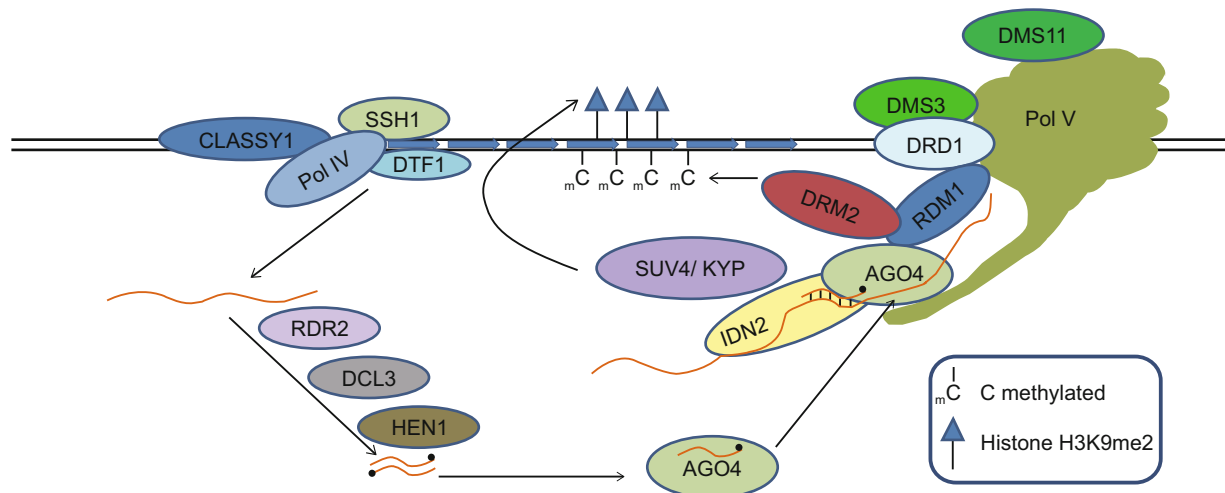 DMS11
SSH1
DMS3
Pol V
CLASSY1
DRD1
Pol IV
DTF1
mC mC mC mC
DRM2
RDM1
SUV4/ KYP
AGO4
RDR2
IDN2
DCL3
mC C methylated
HEN1
Histone H3K9me2
AGO4